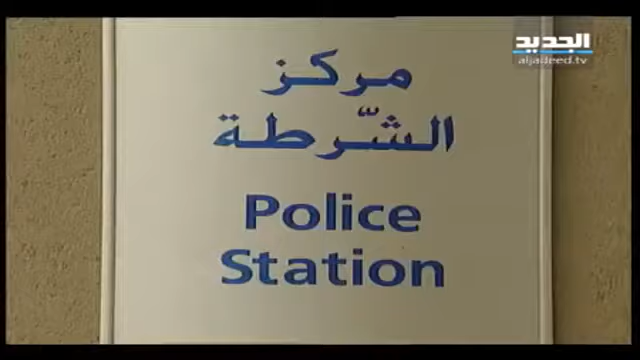 الجديد
aljadeed.tv
مركز
الشّرطة
Police
Station